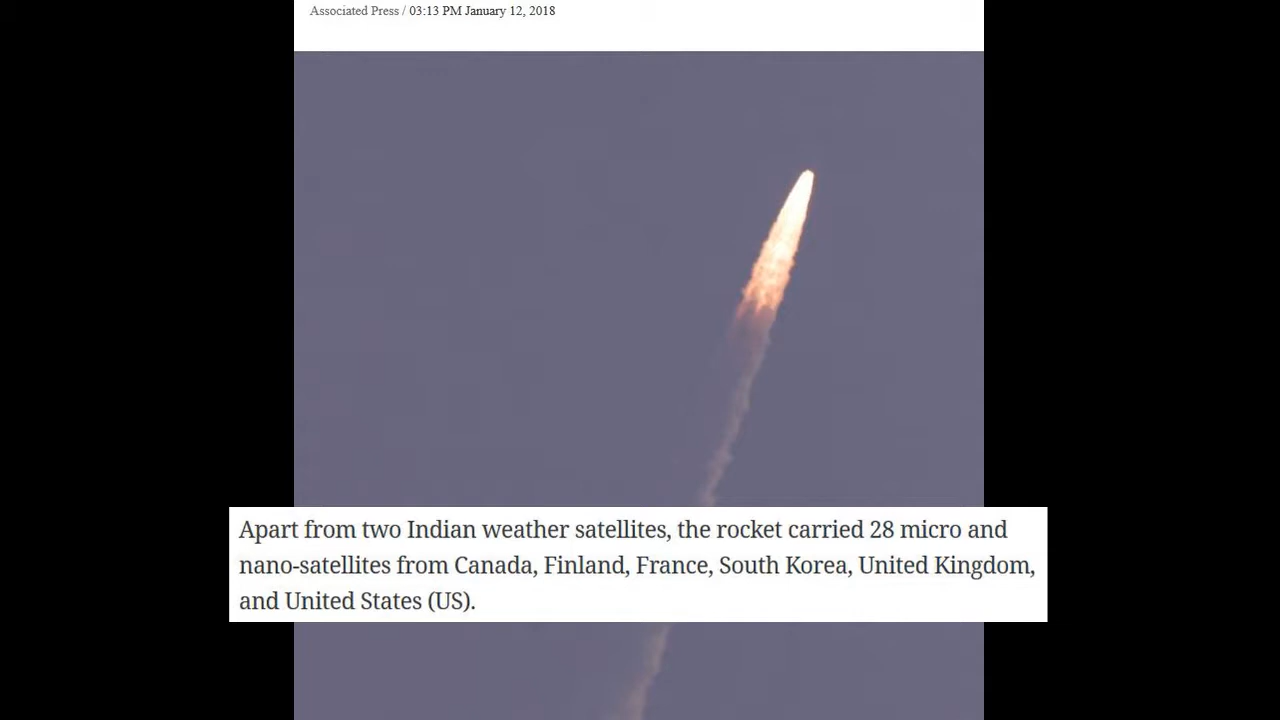 Associated Press / 03:13 PM January 12, 2018
Apart from two Indian weather satellites, the rocket carried 28 micro and
nano-satellites from Canada, Finland, France, South Korea, United Kingdom,
and United States (US).